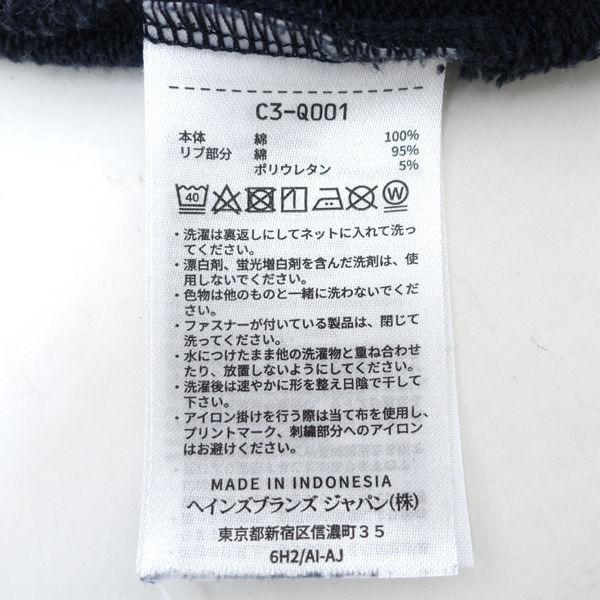 C3-Q001
本体 綿 100%
リブ部分 綿 95%
ポリウレタン 5%
40 W
・洗濯は裏返しにしてネットに入れて洗っ
てください。
・漂白剤、蛍光増白剤を含んだ洗剤は、使
用しないでください。
・色物は他のものと一緒に洗わないでくだ
さい。
・ファスナーが付いている製品は、閉じて
洗ってください。
・水につけたまま他の洗濯物と重ね合わせ
たり、放置しないようにしてください。
・洗濯後は速やかに形を整え日陰で干して
下さい。
・アイロン掛けを行う際は当て布を使用し、
プリントマーク、刺繍部分へのアイロン
はお避けください。
MADE IN INDONESIA
ヘインズブランズ ジャパン(株)
東京都新宿区信濃町35
6H2/AI-AJ